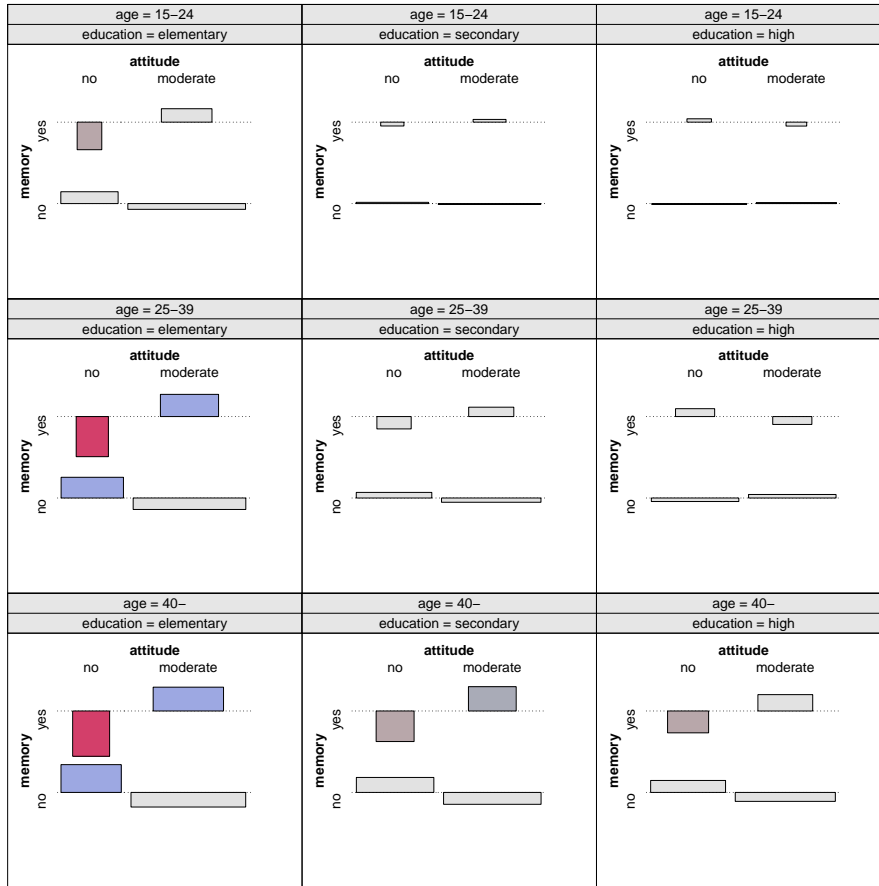 age = 15−24
education = elementary
attitude
no moderate
memory
yes
no
age = 15−24
education = secondary
attitude
no moderate
memory
yes
no
age = 15−24
education = high
attitude
no moderate
memory
yes
no
age = 25−39
education = elementary
attitude
no moderate
memory
yes
no
age = 25−39
education = secondary
attitude
no moderate
memory
yes
no
age = 25−39
education = high
attitude
no moderate
memory
yes
no
age = 40−
education = elementary
attitude
no moderate
memory
yes
no
age = 40−
education = secondary
attitude
no moderate
memory
yes
no
age = 40−
education = high
attitude
no moderate
memory
yes
no